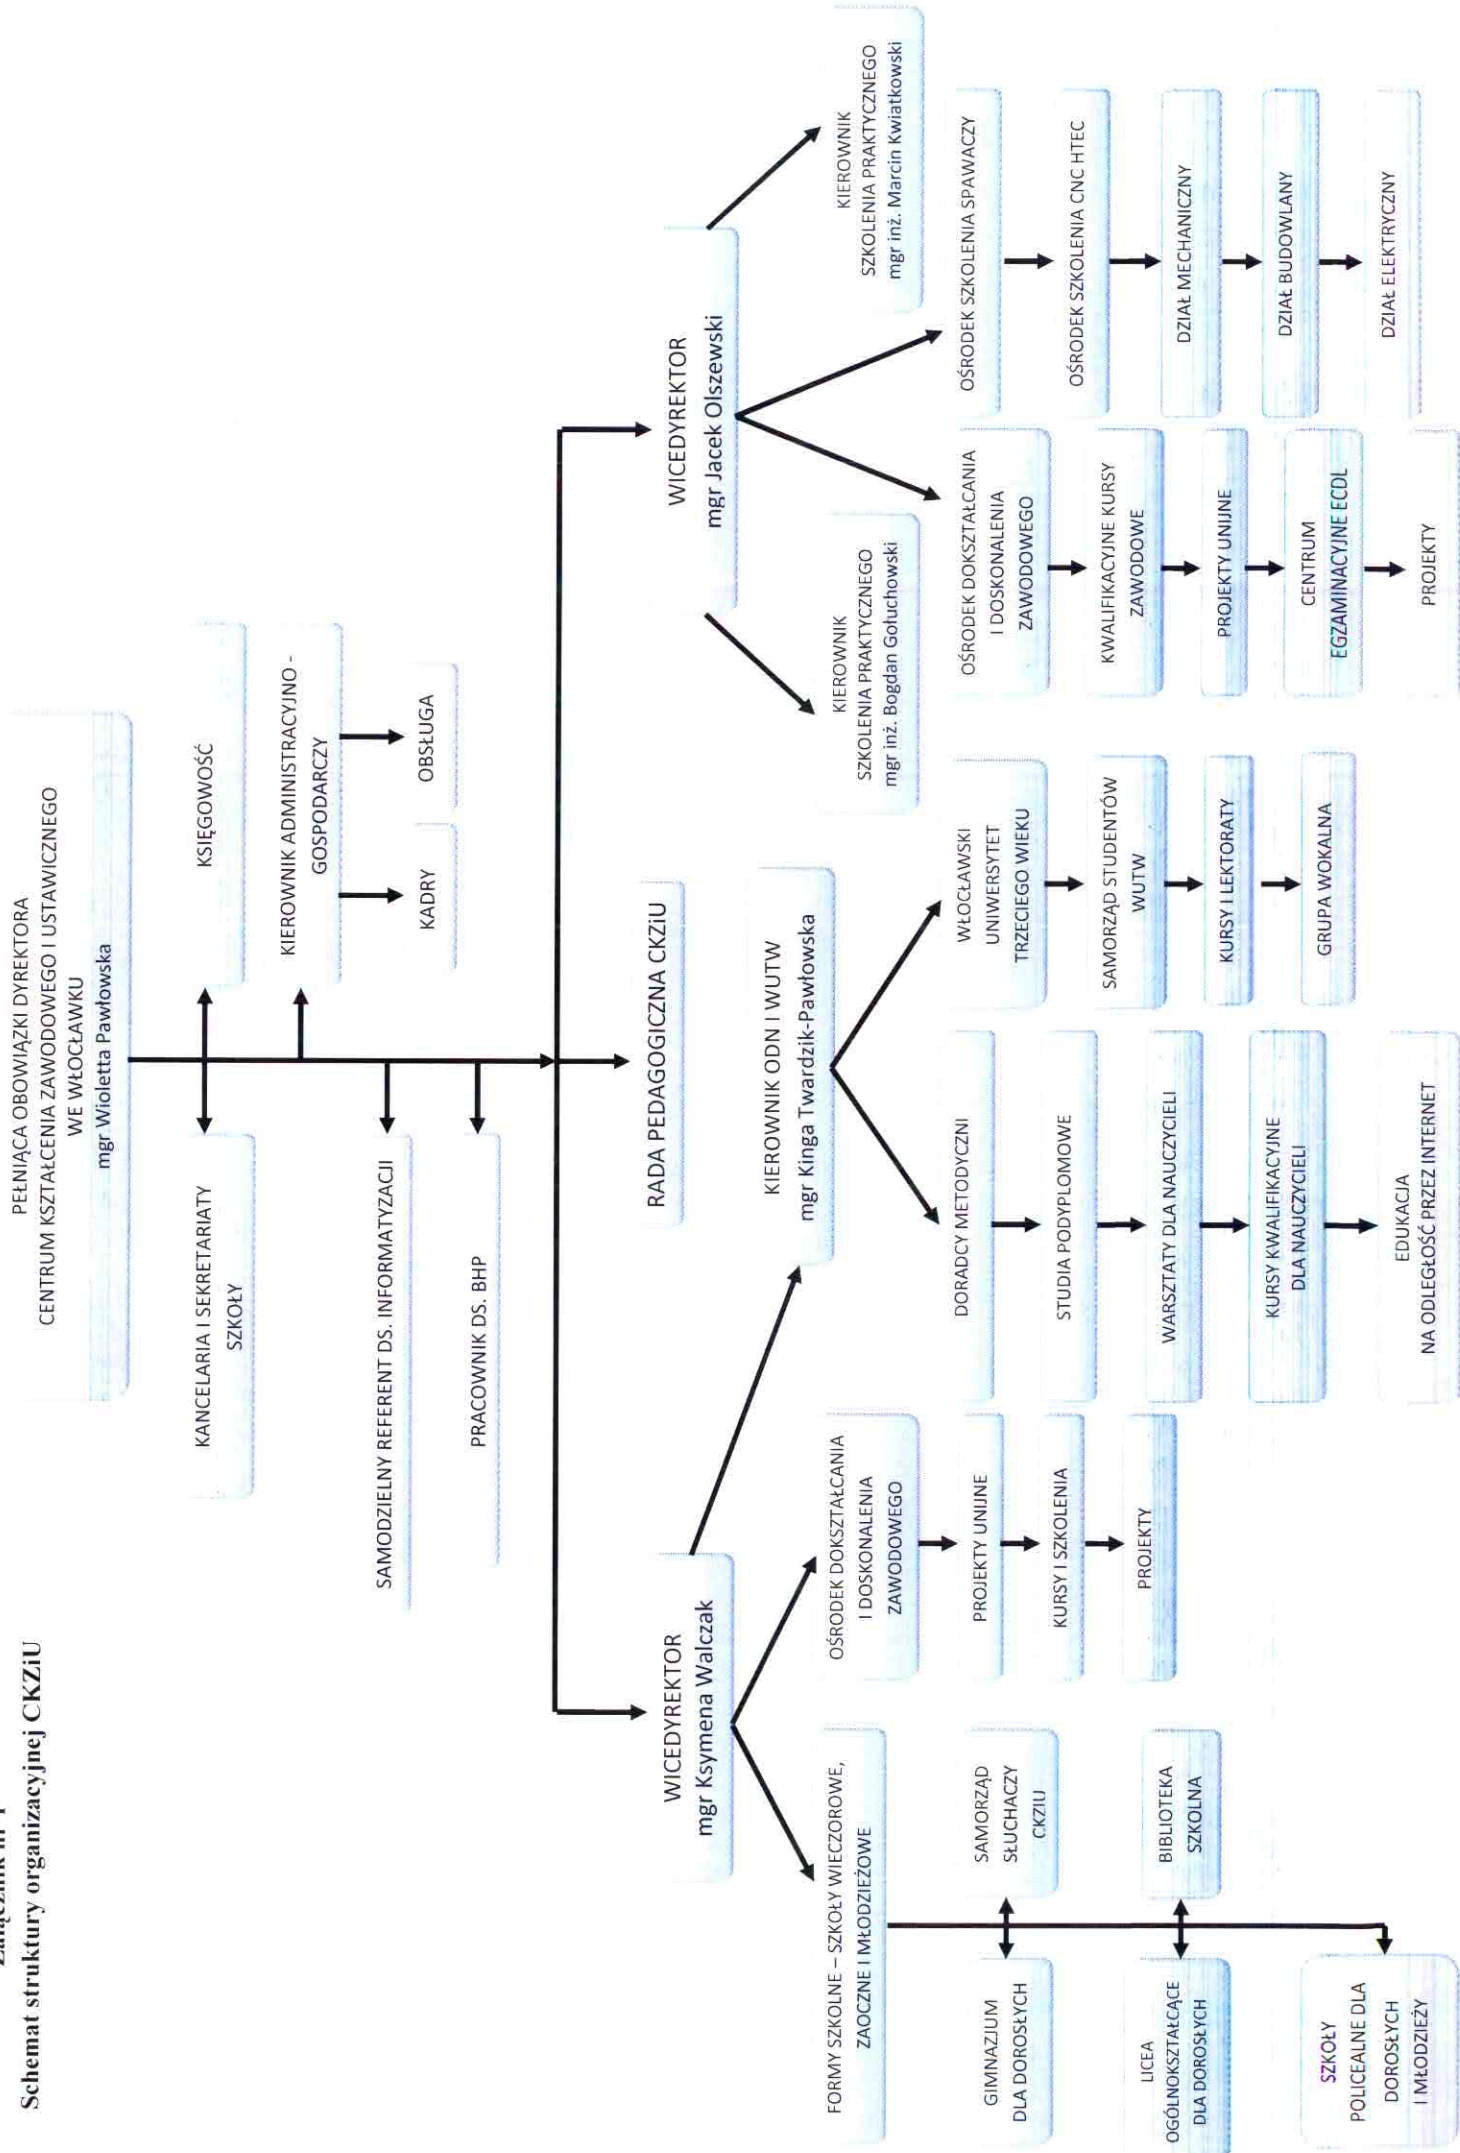 Załącznik nr 1
Schemat struktury organizacyjnej CKZiU
PEŁNIĄCA OBOWIĄZKI DYREKTORA
CENTRUM KSZTAŁCENIA ZAWODOWEGO I USTAWICZNEGO
WE WŁOCŁAWKU
mgr Wioletta Pawłowska
KANCELARIA I SEKRETARIATY
SZKOŁY
KSIĘGOWOŚĆ
KIEROWNIK ADMINISTRACYJNO -
GOSPODARCZY
KADRY
OBSŁUGA
SAMODZIELNY REFERENT DS. INFORMATYZACJI
PRACOWNIK DS. BHP
RADA PEDAGOGICZNA CKZiU
WICEDYREKTOR
mgr Ksymena Walczak
WICEDYREKTOR
mgr Jacek Olszewski
KIEROWNIK ODN I WUTW
mgr Kinga Twardzik-Pawłowska
FORMY SZKOLNE – SZKOŁY WIECZOROWE,
ZAOCZNE I MŁODZIEŻOWE
GIMNAZJUM
DLA DOROSŁYCH
SAMORZĄD
SŁUCHACZY
CKZIU
LICEA
OGÓLNOKSZTAŁCĄCE
DLA DOROSŁYCH
BIBLIOTEKA
SZKOLNA
SZKOŁY
POLICEALNE DLA
DOROSŁYCH
I MŁODZIEŻY
OŚRODEK DOKSZTAŁCANIA
I DOSKONALENIA
ZAWODOWEGO
PROJEKTY UNIJNE
KURSY I SZKOLENIA
PROJEKTY
DORADCY METODYCZNI
STUDIA PODYPLOMOWE
WARSZTATY DLA NAUCZYCIELI
KURSY KWALIFIKACYJNE
DLA NAUCZYCIELI
EDUKACJA
NA ODLEGŁOŚĆ PRZEZ INTERNET
WŁOCŁAWSKI
UNIWERSYTET
TRZECIEGO WIEKU
SAMORZĄD STUDENTÓW
WUTW
KURSY I LEKTORATY
GRUPA WOKALNA
KIEROWNIK
SZKOLENIA PRAKTYCZNEGO
mgr inż. Bogdan Gołuchowski
KIEROWNIK
SZKOLENIA PRAKTYCZNEGO
mgr inż. Marcin Kwiatkowski
OŚRODEK DOKSZTAŁCANIA
I DOSKONALENIA
ZAWODOWEGO
KWALIFIKACYJNE KURSY
ZAWODOWE
PROJEKTY UNIJNE
CENTRUM
EGZAMINACYJNE ECDL
PROJEKTY
OŚRODEK SZKOLENIA SPAWACZY
OŚRODEK SZKOLENIA CNC HTEC
DZIAŁ MECHANICZNY
DZIAŁ BUDOWLANY
DZIAŁ ELEKTRYCZNY